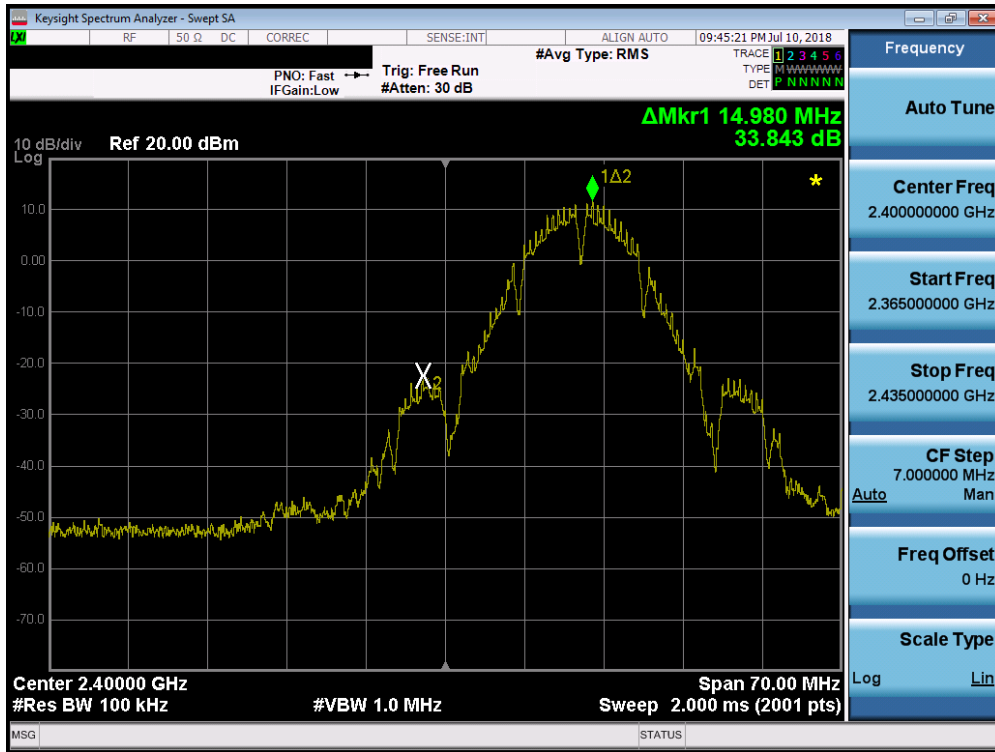 Keysight Spectrum Analyzer - Swept SA
LXI RF 50 Ω DC CORREC SENSE:INT ALIGN AUTO 09:45:21 PM Jul 10, 2018
#Avg Type: RMS TRACE 1 2 3 4 5 6
PNO: Fast Trig: Free Run TYPE M W W W W W
IFGain:Low #Atten: 30 dB DET P N N N N N
ΔMkr1 14.980 MHz
33.843 dB
10 dB/div Ref 20.00 dBm
Log
1Δ2
*
10.0
0.00
-10.0
-20.0
X2
-30.0
-40.0
-50.0
-60.0
-70.0
Center 2.40000 GHz Span 70.00 MHz
#Res BW 100 kHz #VBW 1.0 MHz Sweep 2.000 ms (2001 pts)
MSG STATUS
Frequency
Auto Tune
Center Freq
2.400000000 GHz
Start Freq
2.365000000 GHz
Stop Freq
2.435000000 GHz
CF Step
7.000000 MHz
Auto Man
Freq Offset
0 Hz
Scale Type
Log Lin